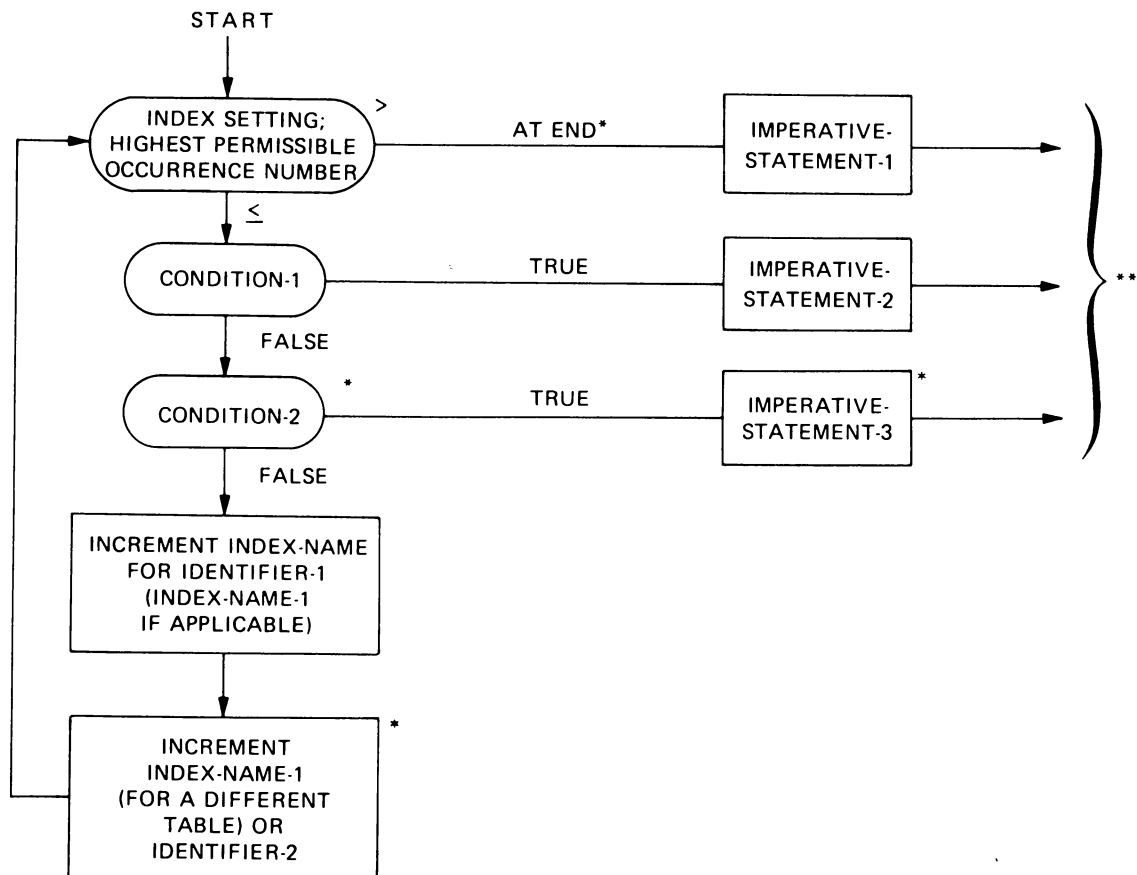 START
INDEX SETTING;
HIGHEST PERMISSIBLE
OCCURRENCE NUMBER
>
AT END*
IMPERATIVE-
STATEMENT-1
≤
CONDITION-1
TRUE
IMPERATIVE-
STATEMENT-2
**
FALSE
CONDITION-2
*
TRUE
IMPERATIVE-
STATEMENT-3
*
FALSE
INCREMENT INDEX-NAME
FOR IDENTIFIER-1
(INDEX-NAME-1
IF APPLICABLE)
INCREMENT
INDEX-NAME-1
(FOR A DIFFERENT
TABLE) OR
IDENTIFIER-2
*